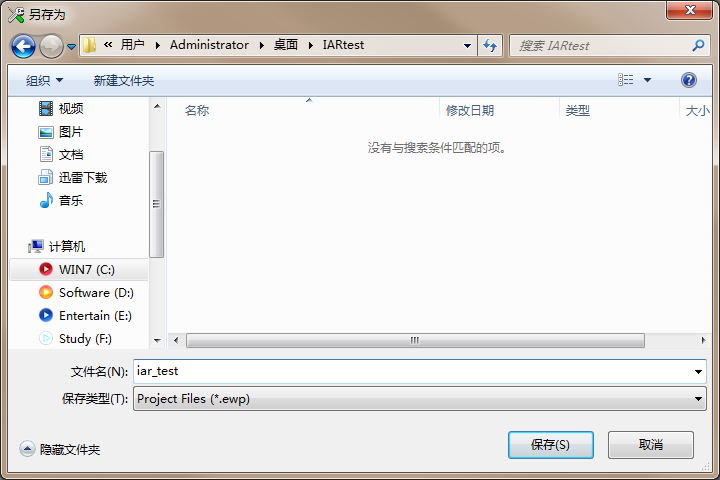 另存为
« 用户 Administrator 桌面 IARtest
搜索 IARtest
组织 新建文件夹
名称 修改日期 类型 大小
没有与搜索条件匹配的项。
视频
图片
文档
迅雷下载
音乐
计算机
WIN7 (C:)
Software (D:)
Entertain (E:)
Study (F:)
文件名(N): iar_test
保存类型(T): Project Files (*.ewp)
隐藏文件夹 保存(S) 取消